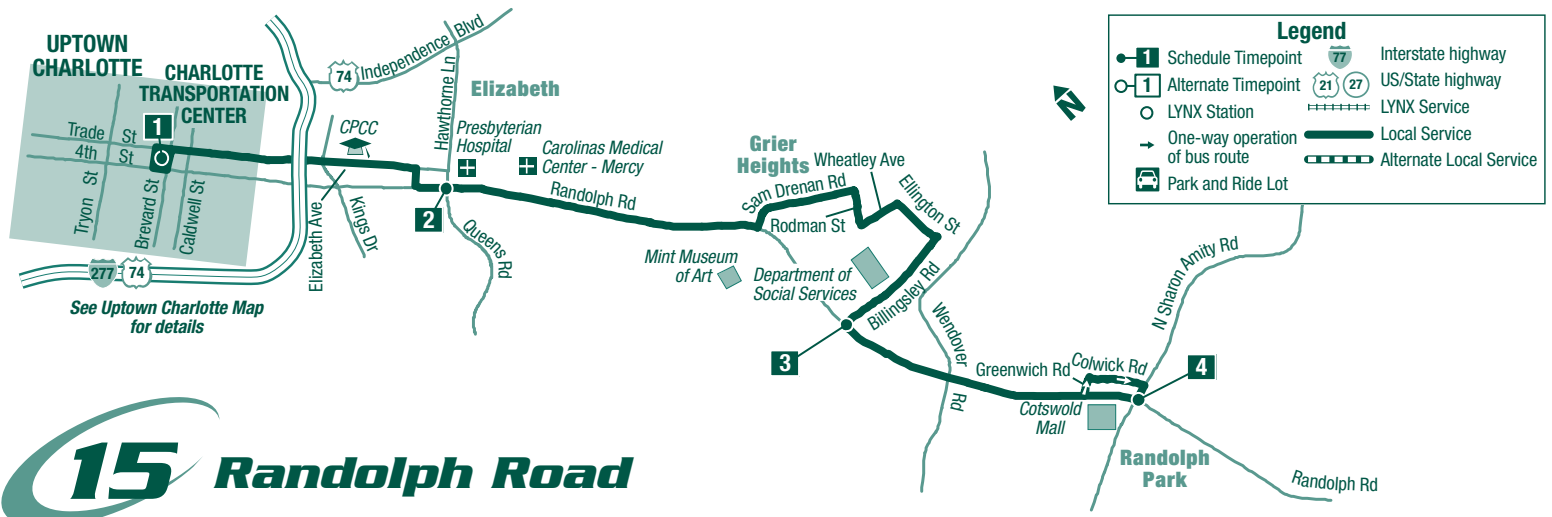 UPTOWN
CHARLOTTE
CHARLOTTE
TRANSPORTATION
CENTER
1
Trade St
4th St
Tryon St
Brevard St
Caldwell St
277
74
See Uptown Charlotte Map
for details
74
Independence Blvd
Hawthorne Ln
Elizabeth
CPCC
Presbyterian
Hospital
Carolinas Medical
Center - Mercy
Elizabeth Ave
Kings Dr
2
Queens Rd
Randolph Rd
Grier
Heights
Wheatley Ave
Sam Drenan Rd
Rodman St
Ellington St
Mint Museum
of Art
Department of
Social Services
Billingsley Rd
3
Wendover Rd
Greenwich Rd
Colwick Rd
4
Cotswold
Mall
N Sharon Amity Rd
Randolph
Park
Randolph Rd
N
Legend
1 Schedule Timepoint
1 Alternate Timepoint
LYNX Station
One-way operation
of bus route
Park and Ride Lot
77 Interstate highway
21 27 US/State highway
LYNX Service
Local Service
Alternate Local Service
15 Randolph Road